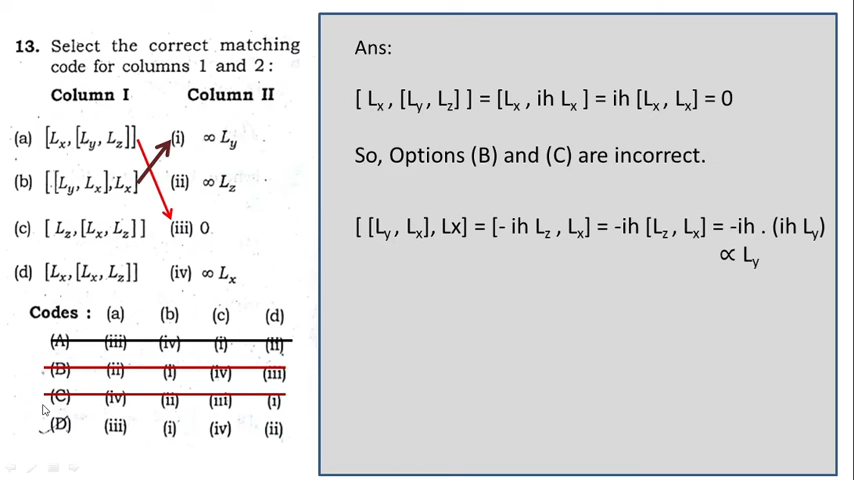 13. Select the correct matching
code for columns 1 and 2 :
Column I Column II
(a) [Lx, [Ly, Lz]] (i) ∞ Ly
(b) [ [Ly, Lx], Lx] (ii) ∞ Lz
(c) [ Lz, [Lx, Lz]] (iii) 0
(d) [Lx, [Lx, Lz]] (iv) ∞ Lx
Codes : (a) (b) (c) (d)
(A) (iii) (iv) (i) (ii)
(B) (ii) (i) (iv) (iii)
(C) (iv) (ii) (iii) (i)
(D) (iii) (i) (iv) (ii)
Ans:
[ Lx , [Ly , Lz] ] = [Lx , ih Lx ] = ih [Lx , Lx] = 0
So, Options (B) and (C) are incorrect.
[ [Ly , Lx], Lx] = [- ih Lz , Lx] = -ih [Lz , Lx] = -ih . (ih Ly)
∝ Ly